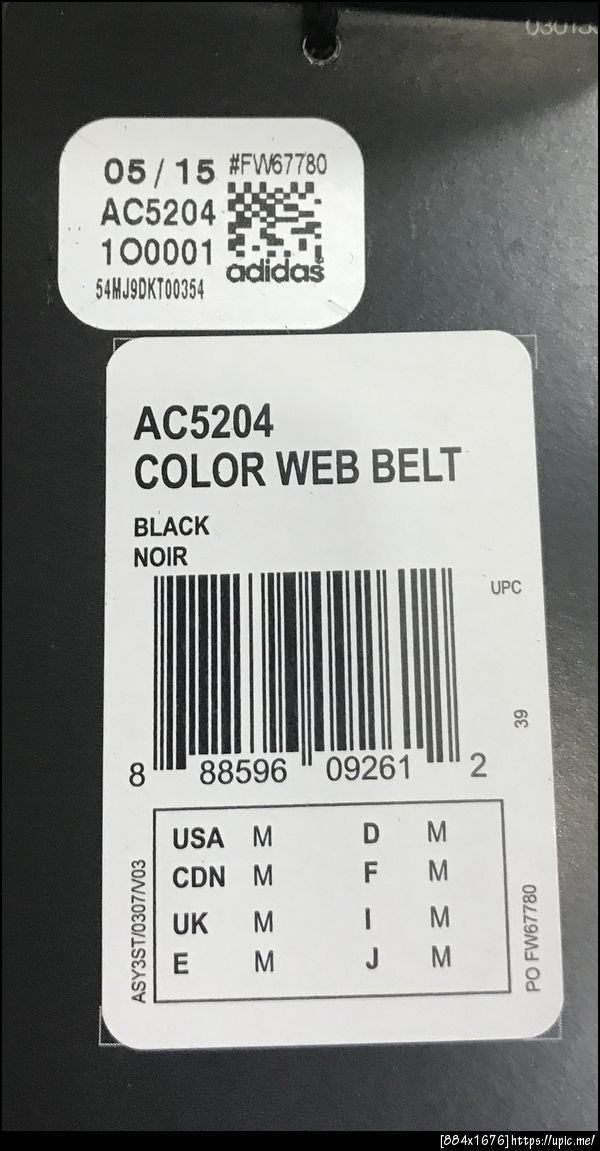 05 / 15 #FW67780
AC5204
1O0001
54MJ9DKT00354
adidas
AC5204
COLOR WEB BELT
BLACK
NOIR
UPC
39
8 88596 09261 2
USA M D M
CDN M F M
UK M I M
E M J M
ASY3ST/0307/V03
PO FW67780
[884x1676]https://upic.me/